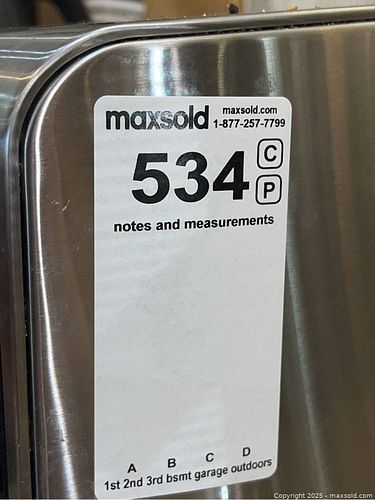 maxsold maxsold.com
1-877-257-7799
534 C
P
notes and measurements
A B C D
1st 2nd 3rd bsmt garage outdoors
Copyright 2025 - maxsold.com